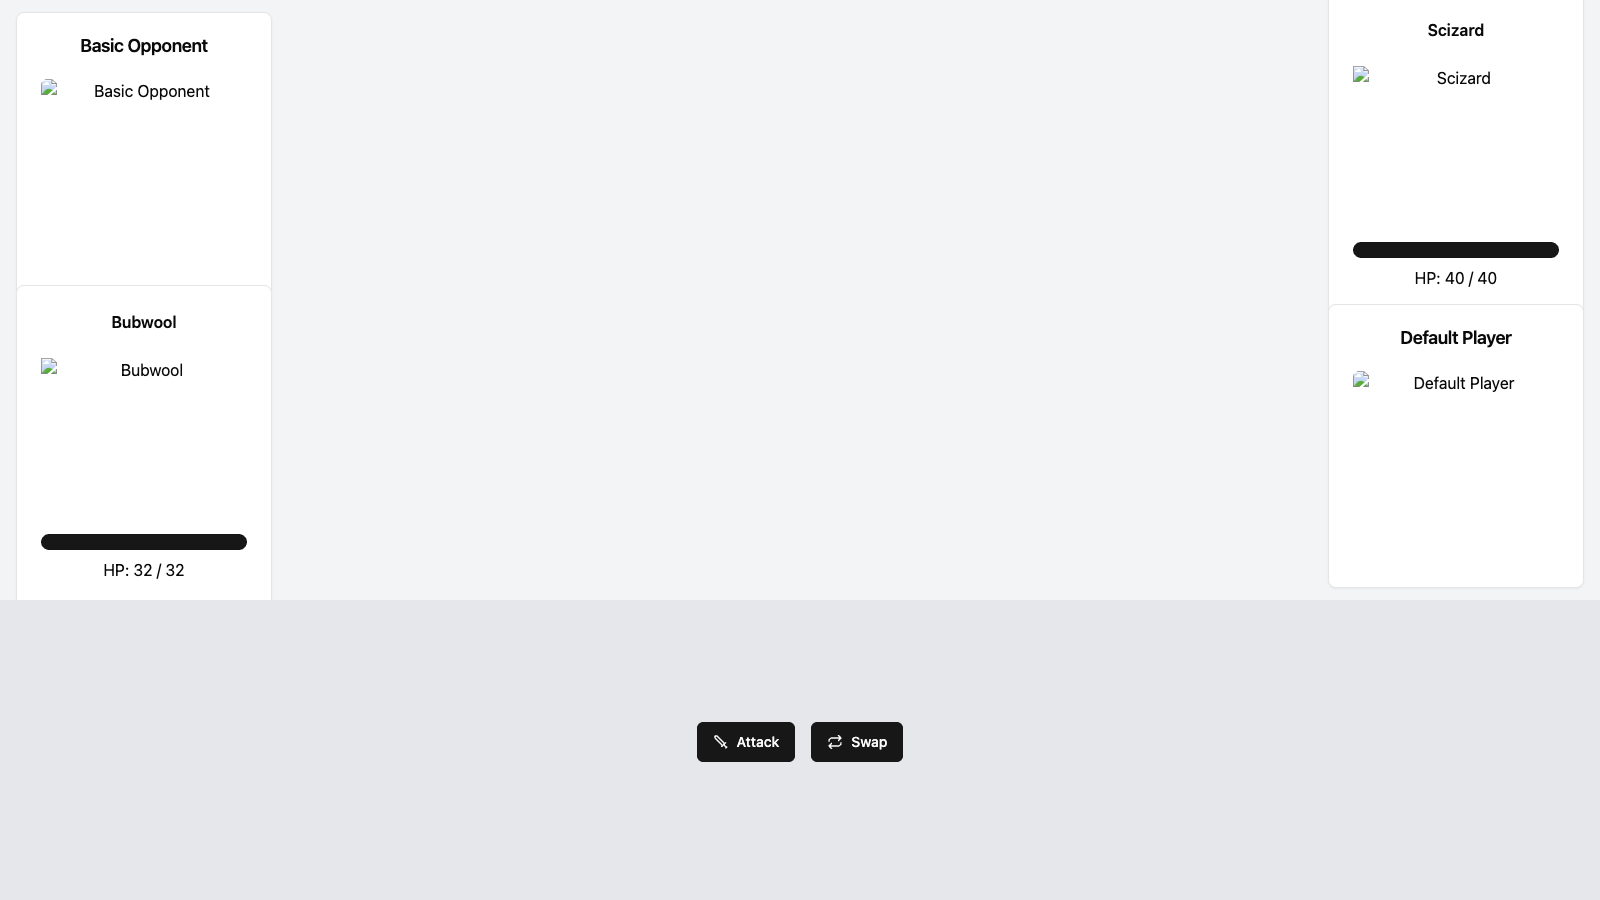 Basic Opponent
Basic Opponent
Bubwool
Bubwool
HP: 32 / 32
Scizard
Scizard
HP: 40 / 40
Default Player
Default Player
Attack
Swap